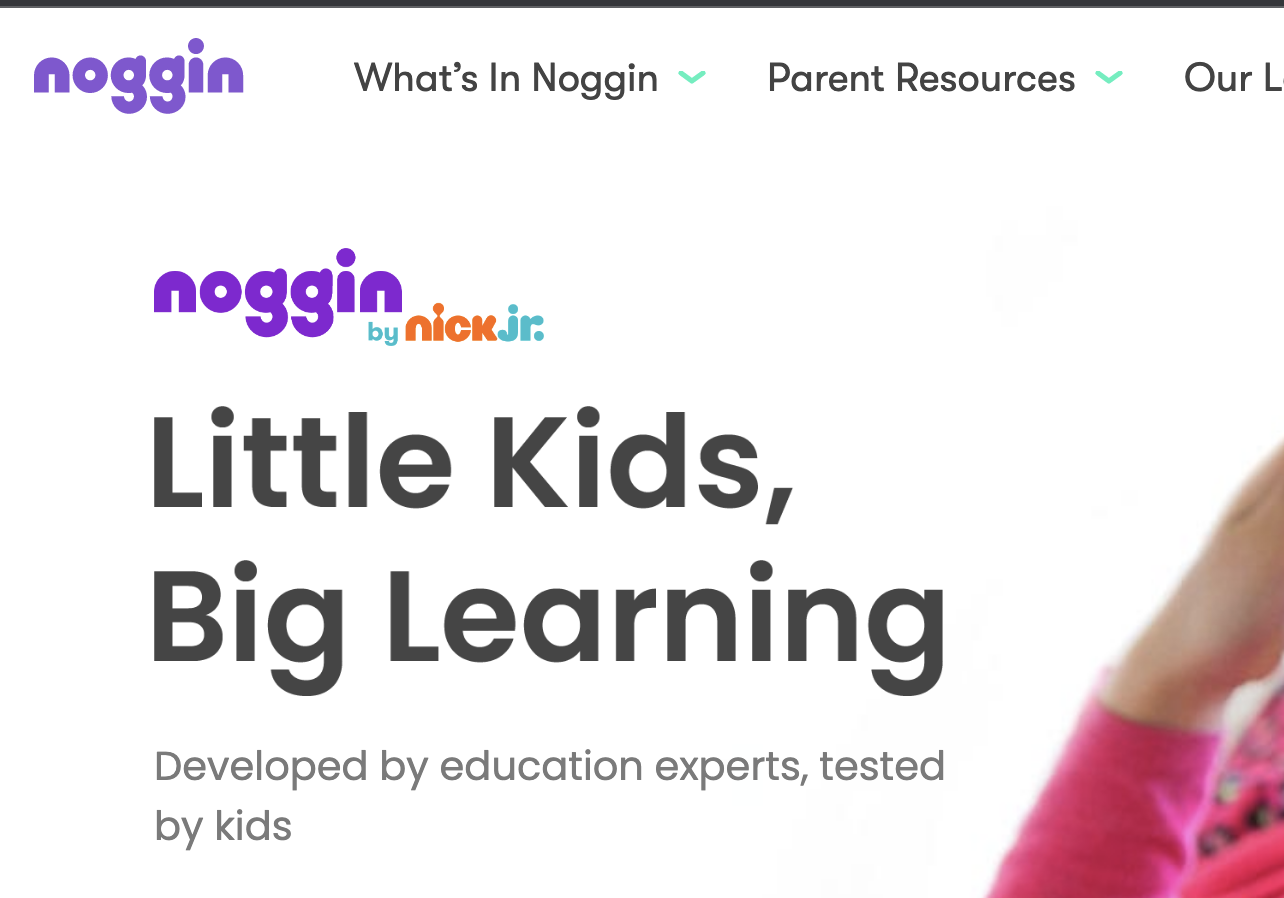 noggin
What's In Noggin
Parent Resources
Our L
noggin
by nick jr.
Little Kids,
Big Learning
Developed by education experts, tested
by kids